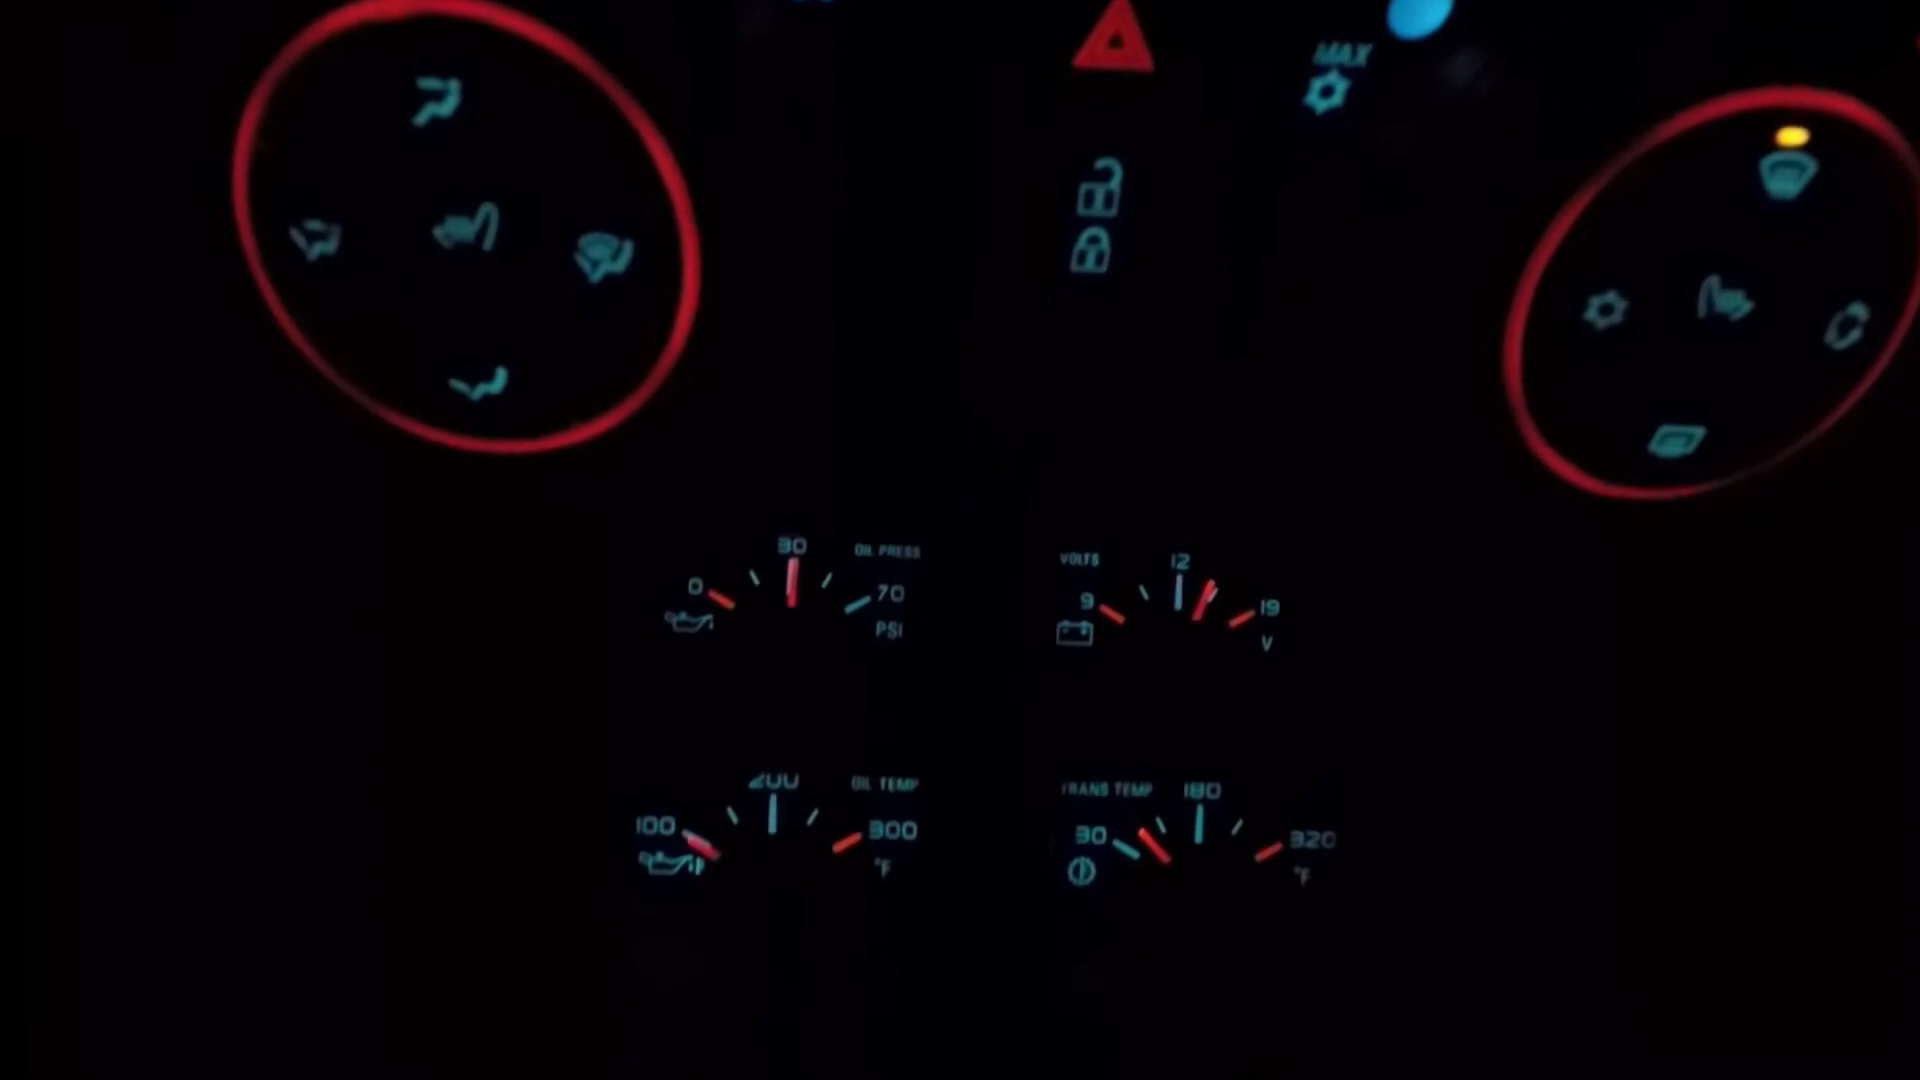 MAX
30 OIL PRESS
0
70
PSI
VOLTS 12
9
19
V
200 OIL TEMP
100
300
°F
TRANS TEMP 180
30
320
°F